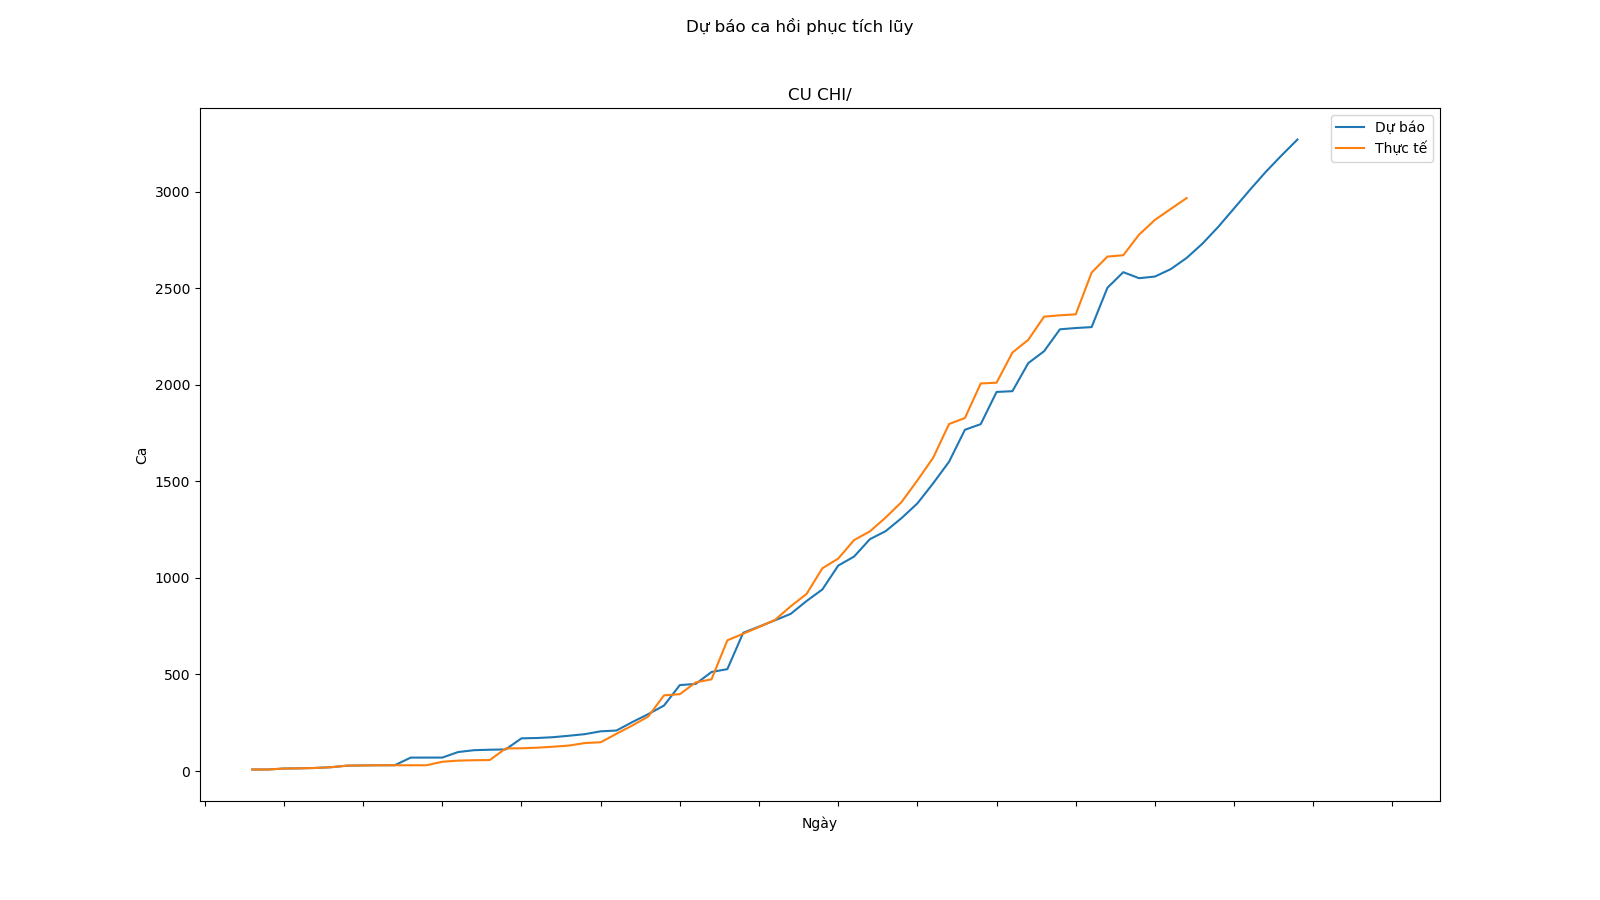 Dự báo ca hồi phục tích lũy
CU CHI/
Dự báo
Thực tế
3000
2500
2000
1500
1000
500
0
Ca
Ngày